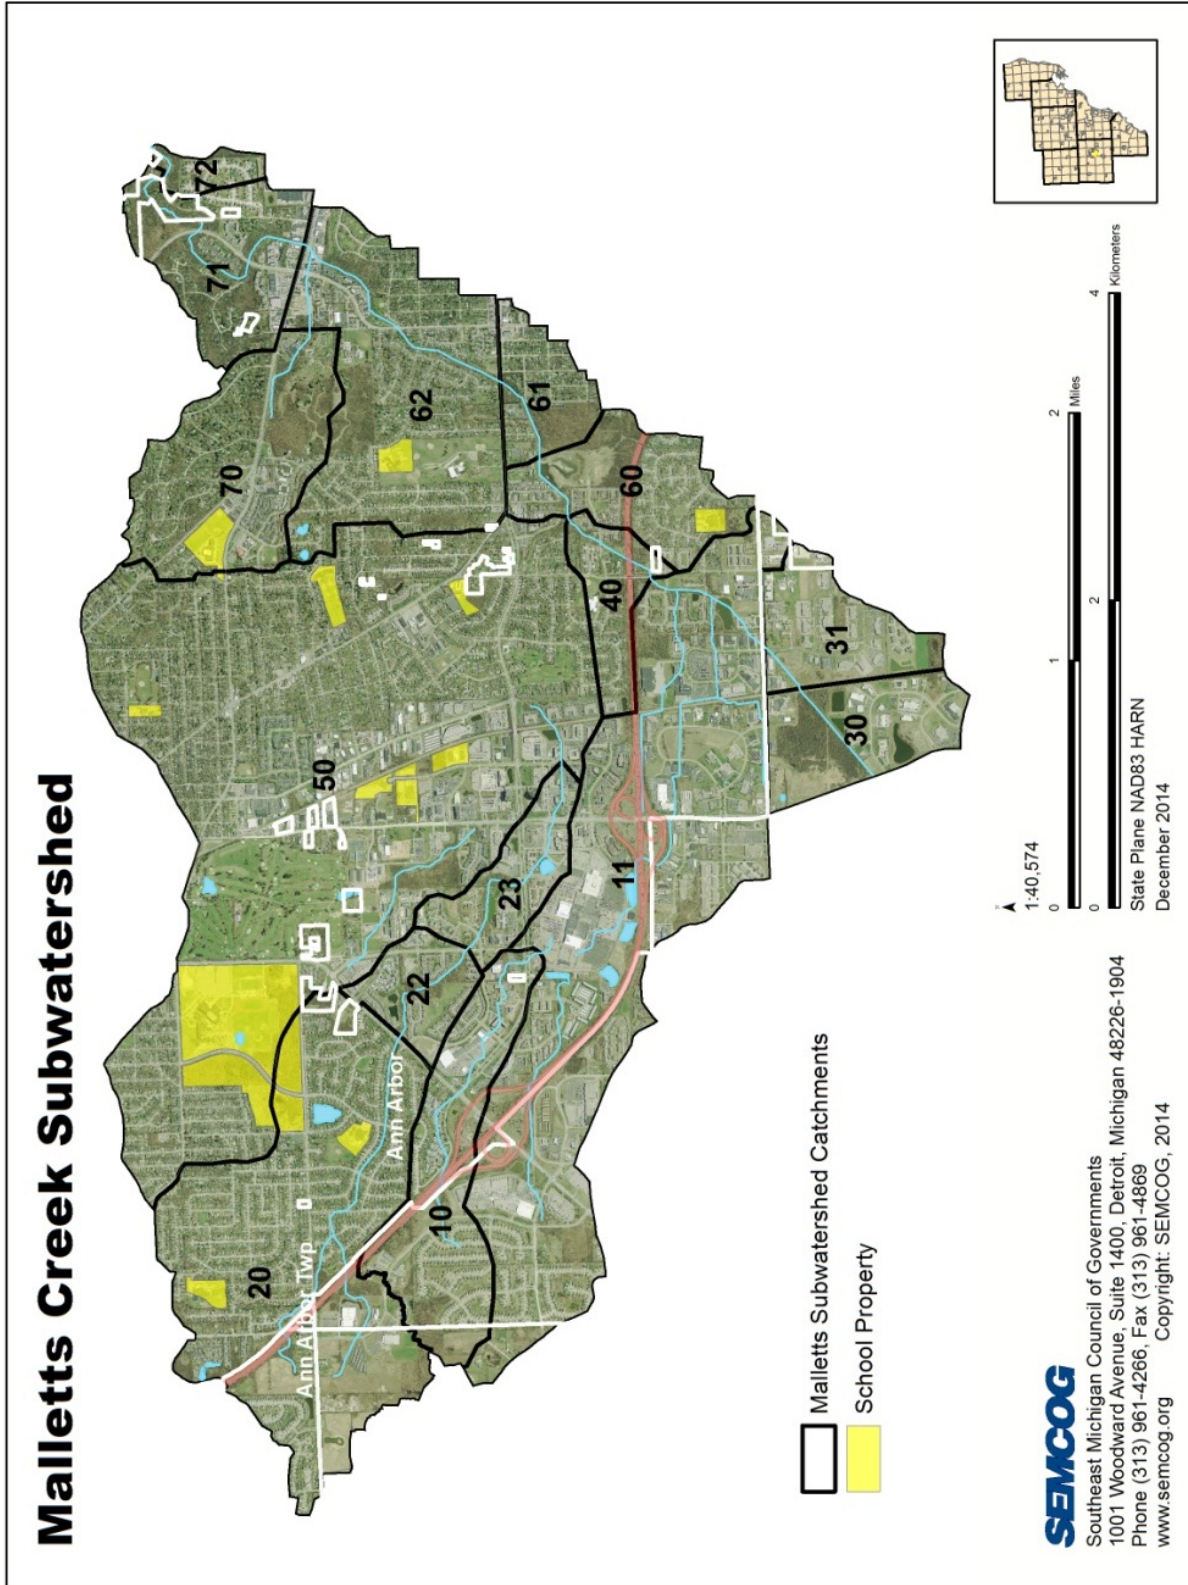 Malletts Creek Subwatershed
72
71
70
62
61
60
50
40
31
30
23
22
11
10
20
Ann Arbor
Ann Arbor Twp
Malletts Subwatershed Catchments
School Property
1:40,574
0 1 2 Miles
0 2 4 Kilometers
State Plane NAD83 HARN
December 2014
SEMCOG
Southeast Michigan Council of Governments
1001 Woodward Avenue, Suite 1400, Detroit, Michigan 48226-1904
Phone (313) 961-4266, Fax (313) 961-4869
www.semcog.org Copyright: SEMCOG, 2014